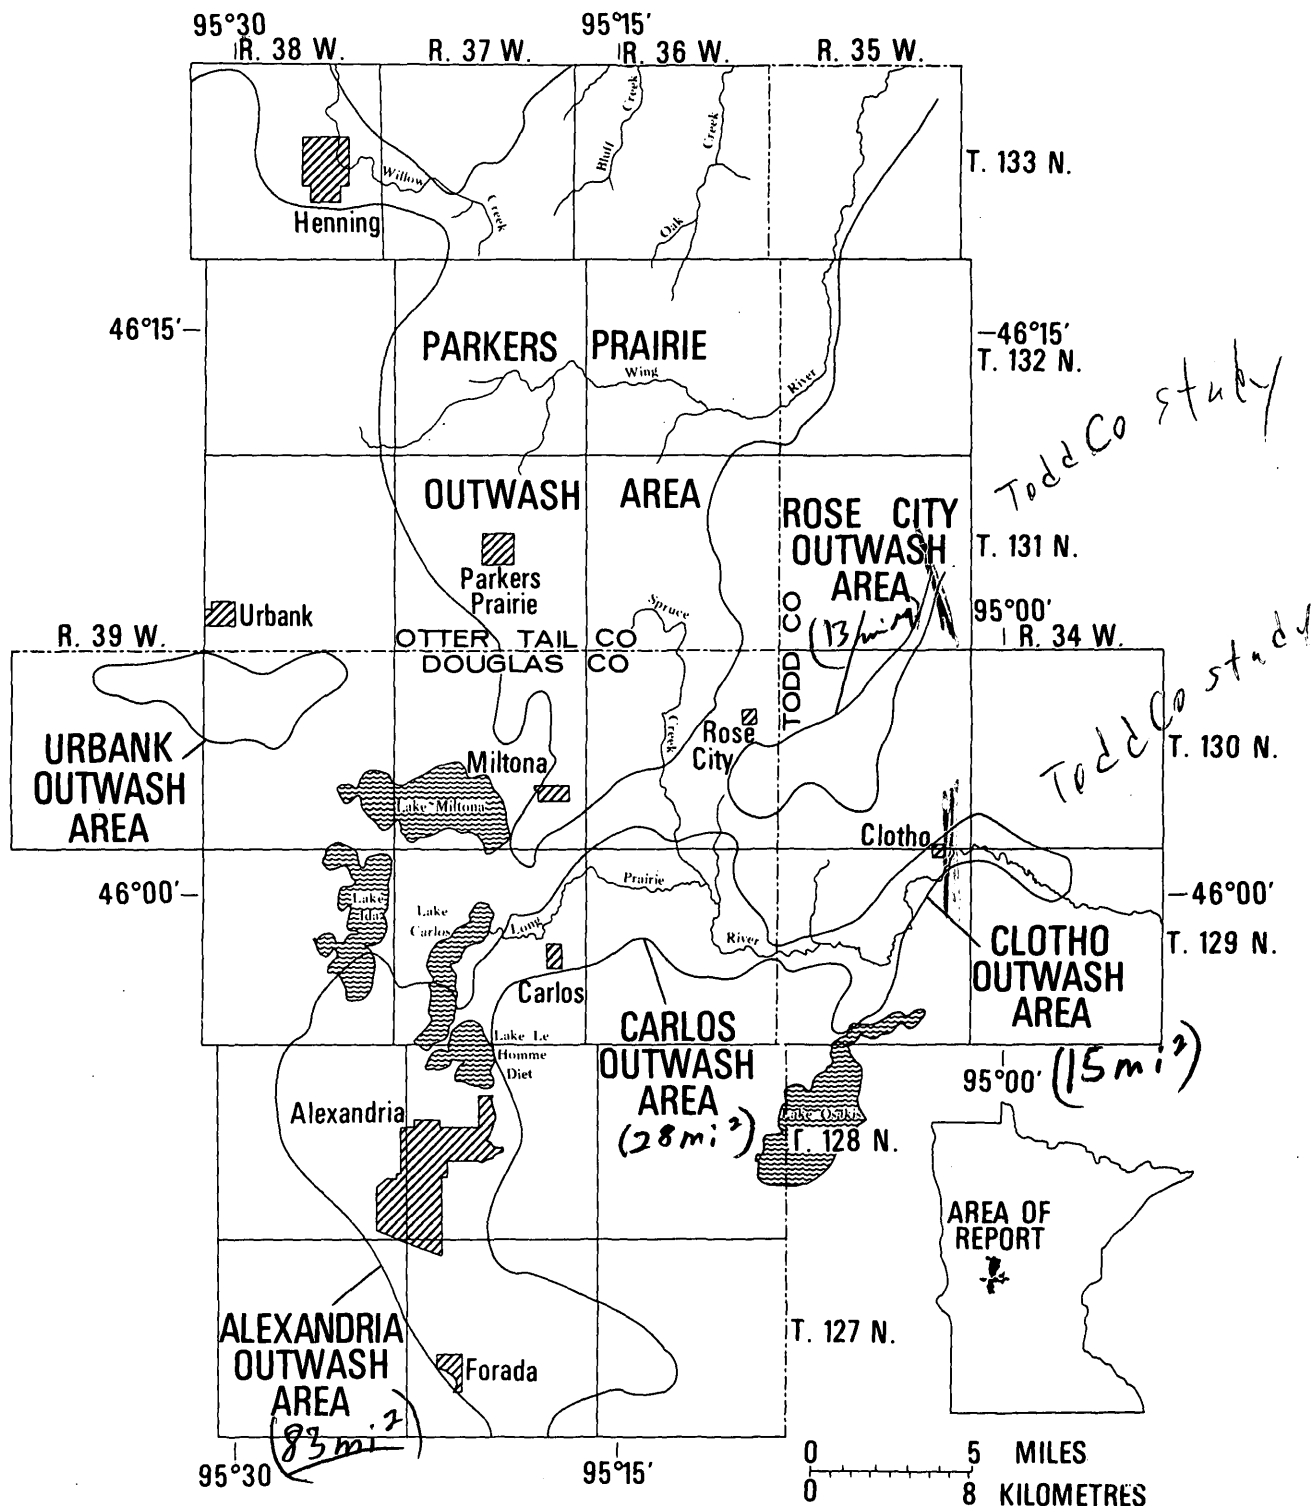 95°30
95°15'
R. 38 W.
R. 37 W.
R. 36 W.
R. 35 W.
Creek
Bluff
Creek
T. 133 N.
Willow
Creek
Henning
Oak
46°15'
PARKERS PRAIRIE
46°15'
T. 132 N.
Wing
River
Todd Co study
OUTWASH AREA
ROSE CITY
OUTWASH
AREA
T. 131 N.
Parkers
Prairie
Spruce
Urbank
TODD CO
95°00'
R. 39 W.
OTTER TAIL CO
DOUGLAS CO
R. 34 W.
Todd Co study
Creek
Rose
City
URBANK
OUTWASH
AREA
Miltona
T. 130 N.
Lake Miltona
Clotho
46°00'
Lake
Ida
Lake
Carlos
Prairie
46°00'
Long
River
T. 129 N.
CLOTHO
OUTWASH
AREA
(15 mi²)
Carlos
CARLOS
OUTWASH
AREA
(28 mi²)
Lake Le
Homme
Diet
95°00'
Alexandria
Lake Osakis
T. 128 N.
AREA OF
REPORT
ALEXANDRIA
OUTWASH
AREA
(83 mi²)
T. 127 N.
Forada
95°30
95°15'
0 5 MILES
0 8 KILOMETRES